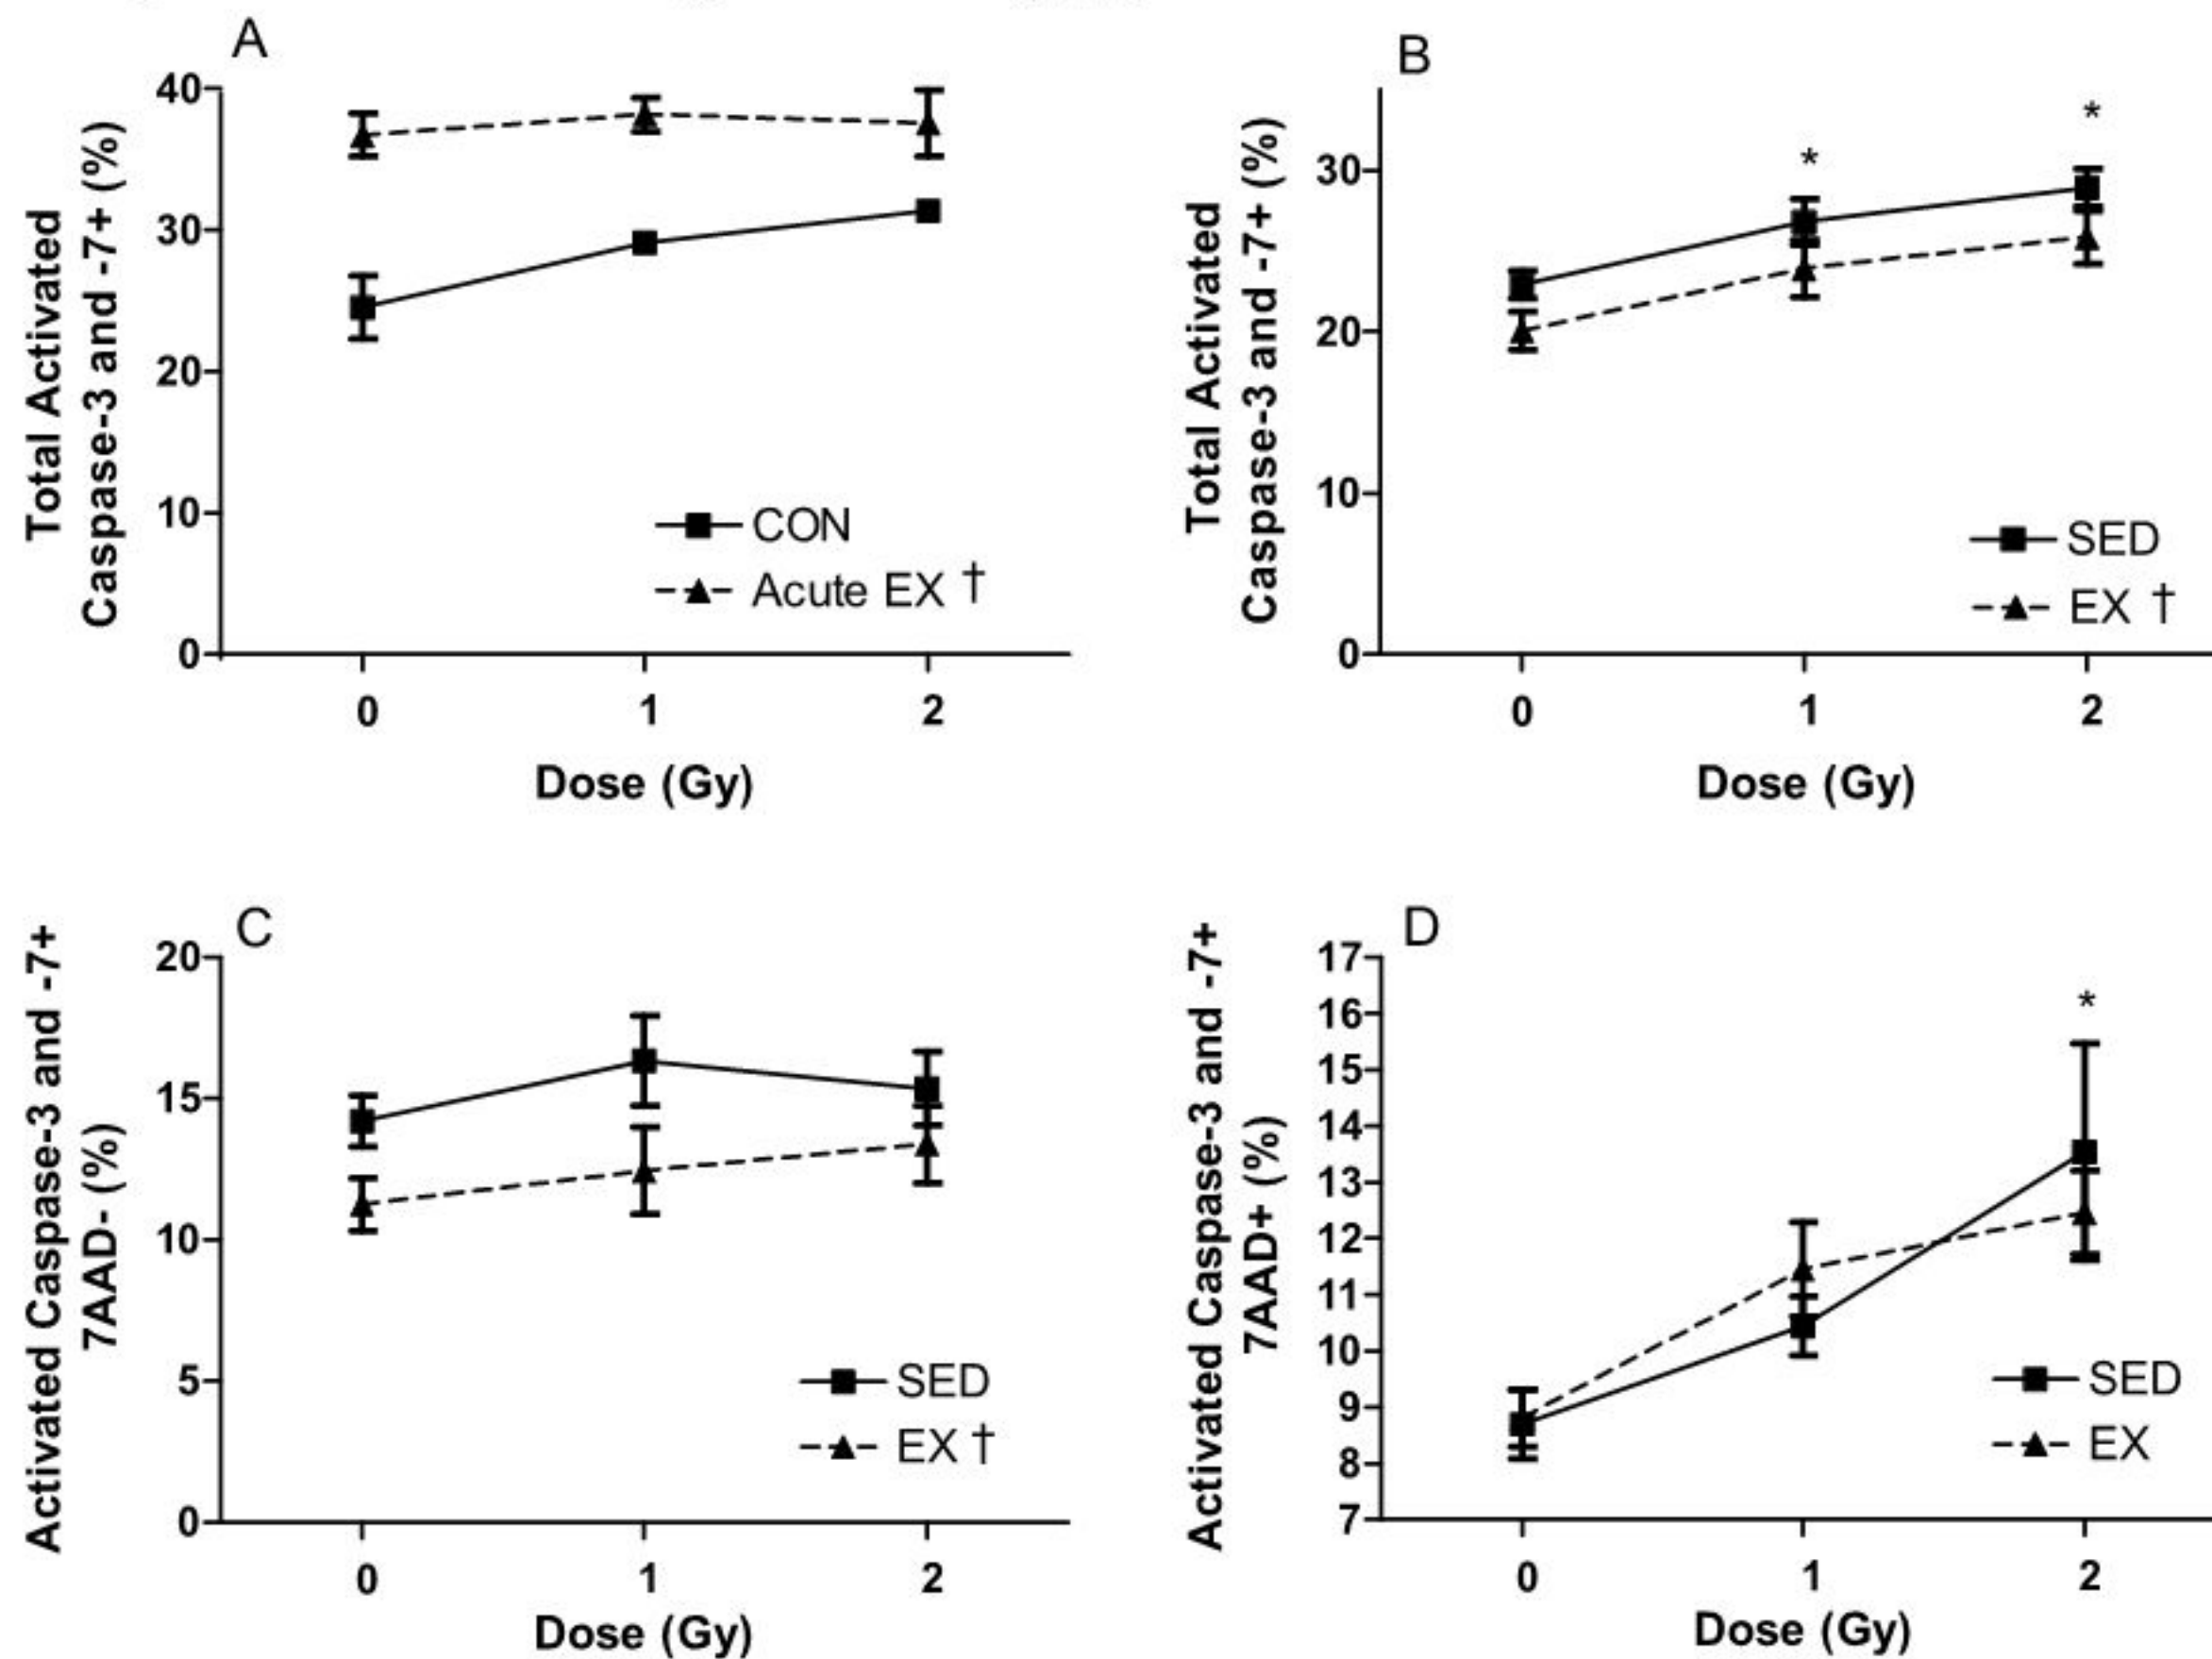 A
Total Activated
Caspase-3 and -7+ (%)
40
30
20
10
0
CON
Acute EX †
0 1 2
Dose (Gy)
B
Total Activated
Caspase-3 and -7+ (%)
30
20
10
0
*
*
SED
EX †
0 1 2
Dose (Gy)
C
Activated Caspase-3 and -7+
7AAD- (%)
20
15
10
5
0
SED
EX †
0 1 2
Dose (Gy)
D
Activated Caspase-3 and -7+
7AAD+ (%)
17
16
15
14
13
12
11
10
9
8
7
*
SED
EX
0 1 2
Dose (Gy)